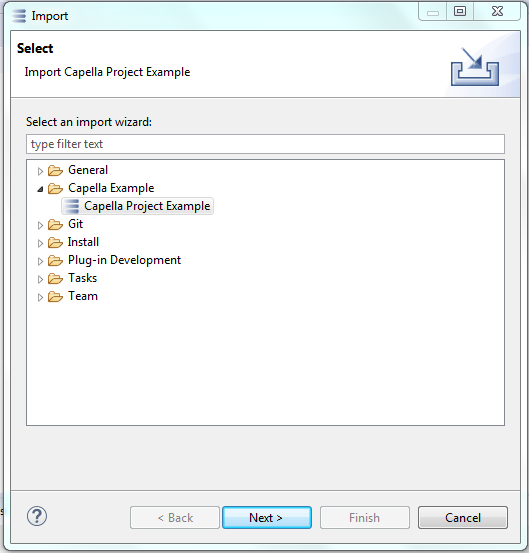 Import
Select
Import Capella Project Example
Select an import wizard:
type filter text
General
Capella Example
Capella Project Example
Git
Install
Plug-in Development
Tasks
Team
s
?
< Back
Next >
Finish
Cancel